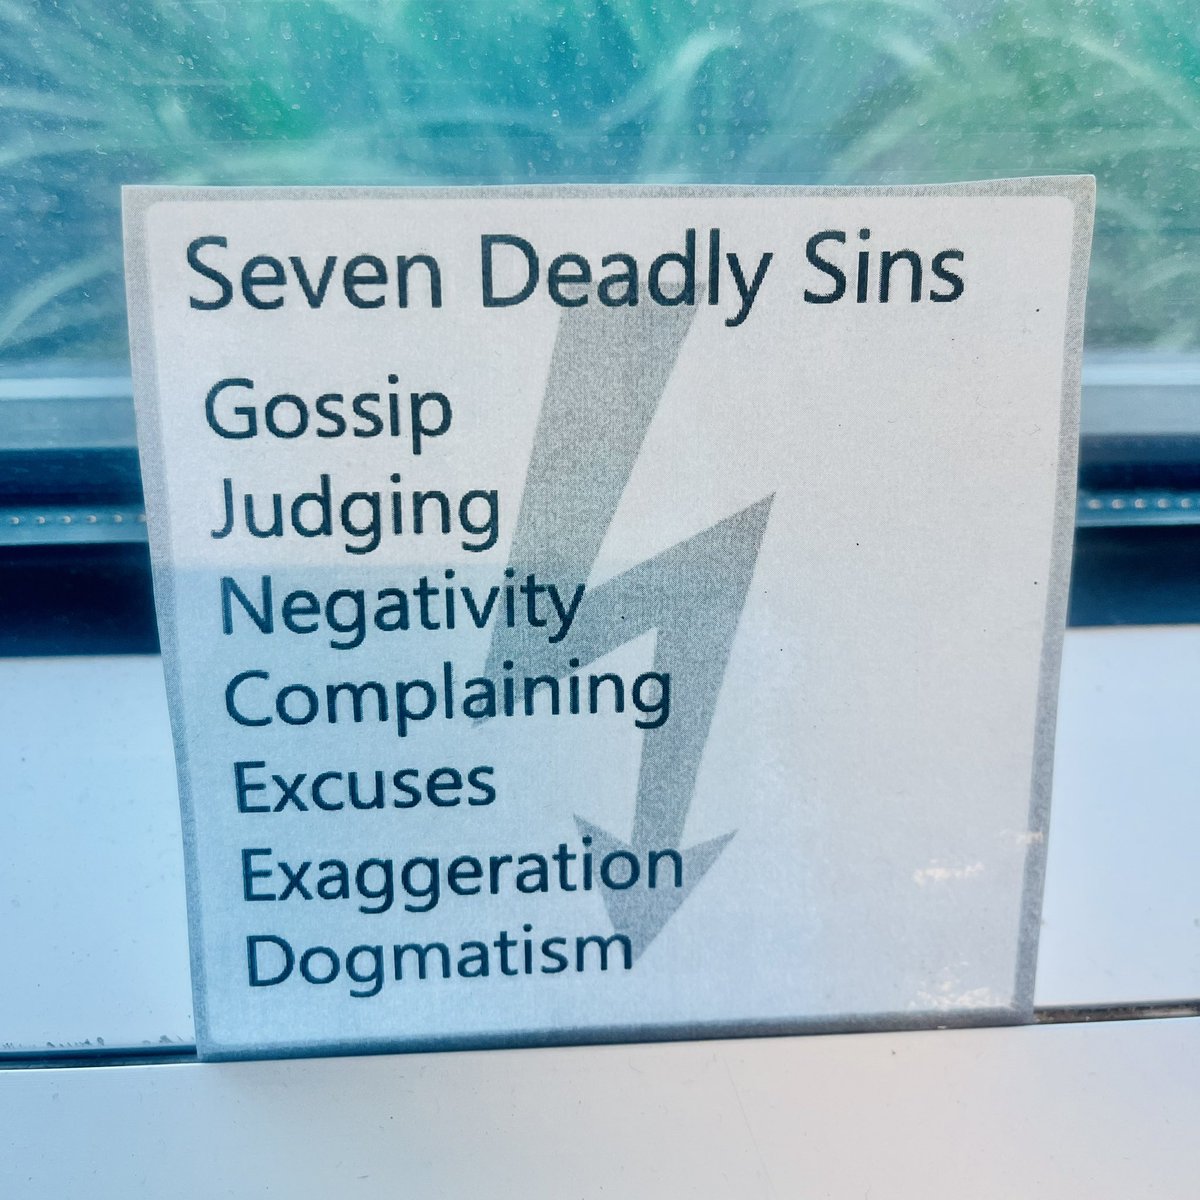 Seven Deadly Sins
Gossip
Judging
Negativity
Complaining
Excuses
Exaggeration
Dogmatism